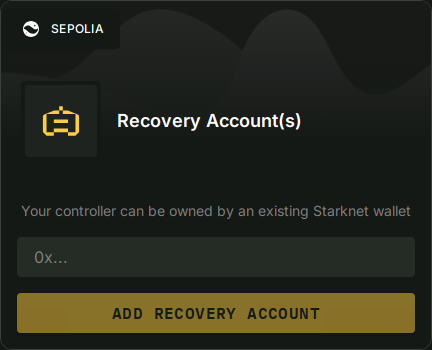 SEPOLIA
Recovery Account(s)
Your controller can be owned by an existing Starknet wallet
0x...
ADD RECOVERY ACCOUNT